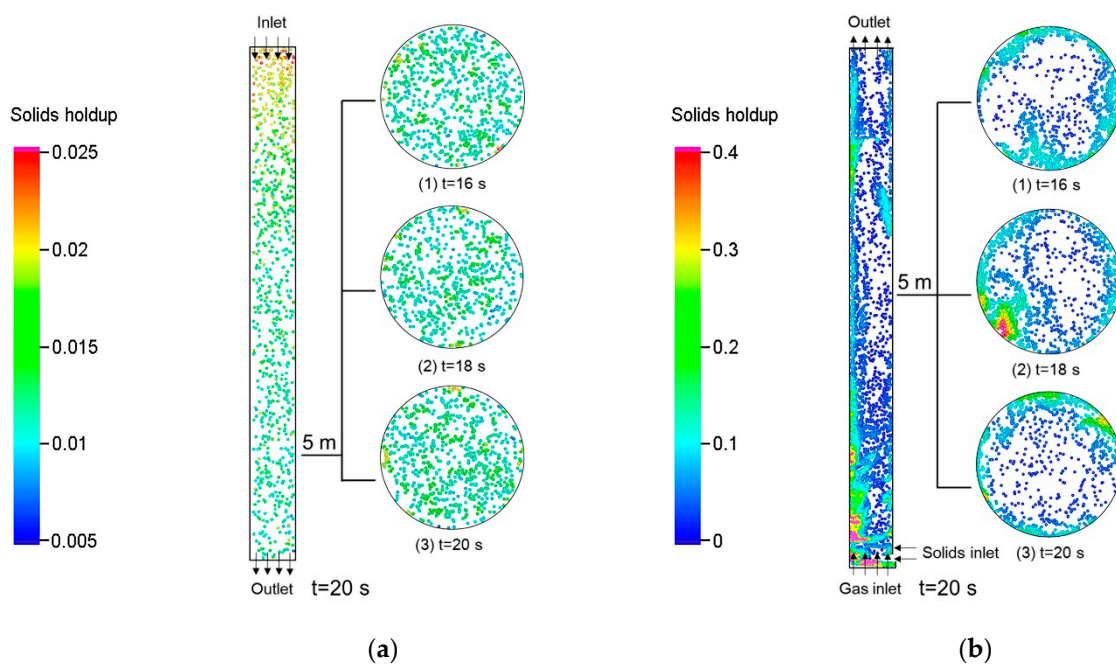 Inlet
Solids holdup
0.025
0.02
0.015
0.01
0.005
(1) t=16 s
(2) t=18 s
5 m
(3) t=20 s
Outlet
t=20 s
(a)
Outlet
Solids holdup
0.4
0.3
0.2
0.1
0
(1) t=16 s
5 m
(2) t=18 s
Solids inlet
(3) t=20 s
Gas inlet
t=20 s
(b)